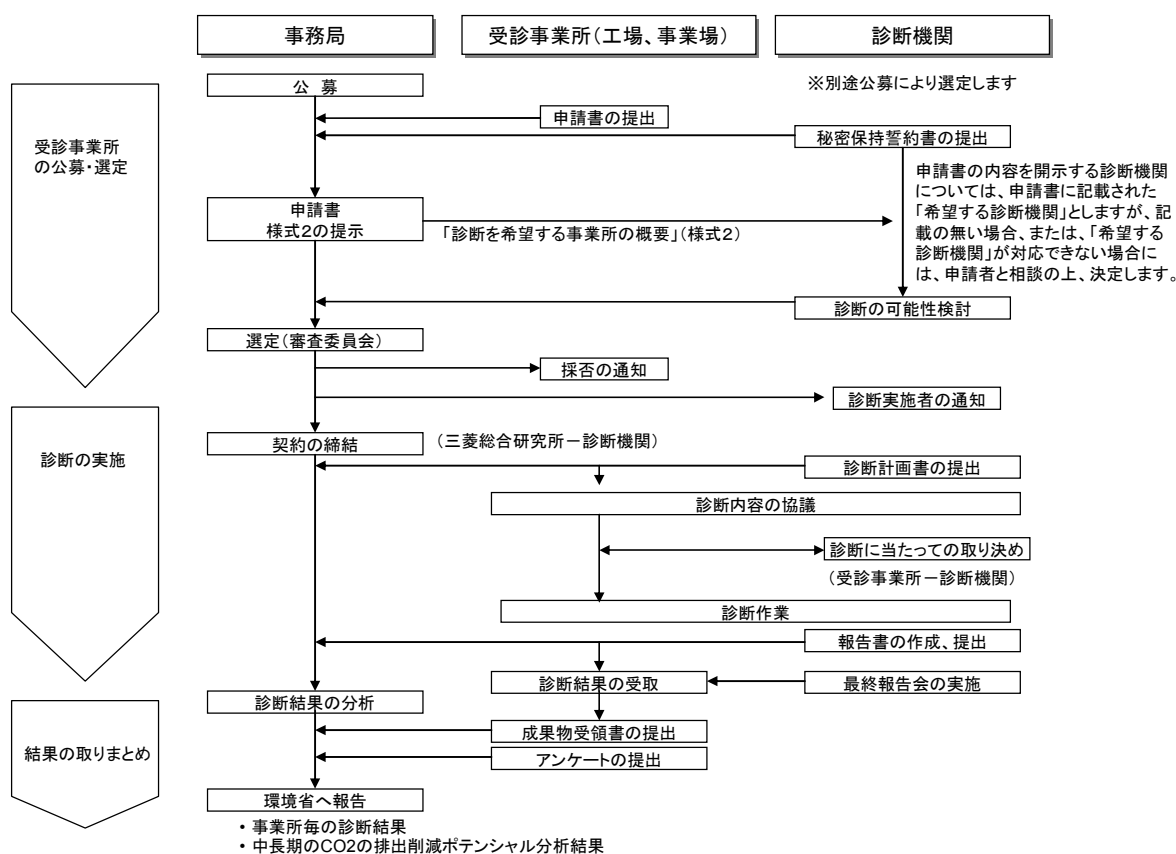 事務局
受診事業所(工場、事業場)
診断機関
公 募
※別途公募により選定します
申請書の提出
秘密保持誓約書の提出
受診事業所
の公募・選定
申請書の内容を開示する診断機関
については、申請書に記載された
「希望する診断機関」としますが、記
載の無い場合、または、「希望する
診断機関」が対応できない場合に
は、申請者と相談の上、決定します。
申請書
様式2の提示
「診断を希望する事業所の概要」(様式2)
診断の可能性検討
選定(審査委員会)
採否の通知
診断実施者の通知
契約の締結
(三菱総合研究所-診断機関)
診断の実施
診断計画書の提出
診断内容の協議
診断に当たっての取り決め
(受診事業所-診断機関)
診断作業
報告書の作成、提出
診断結果の受取
最終報告会の実施
診断結果の分析
成果物受領書の提出
結果の取りまとめ
アンケートの提出
環境省へ報告
・事業所毎の診断結果
・中長期のCO2の排出削減ポテンシャル分析結果